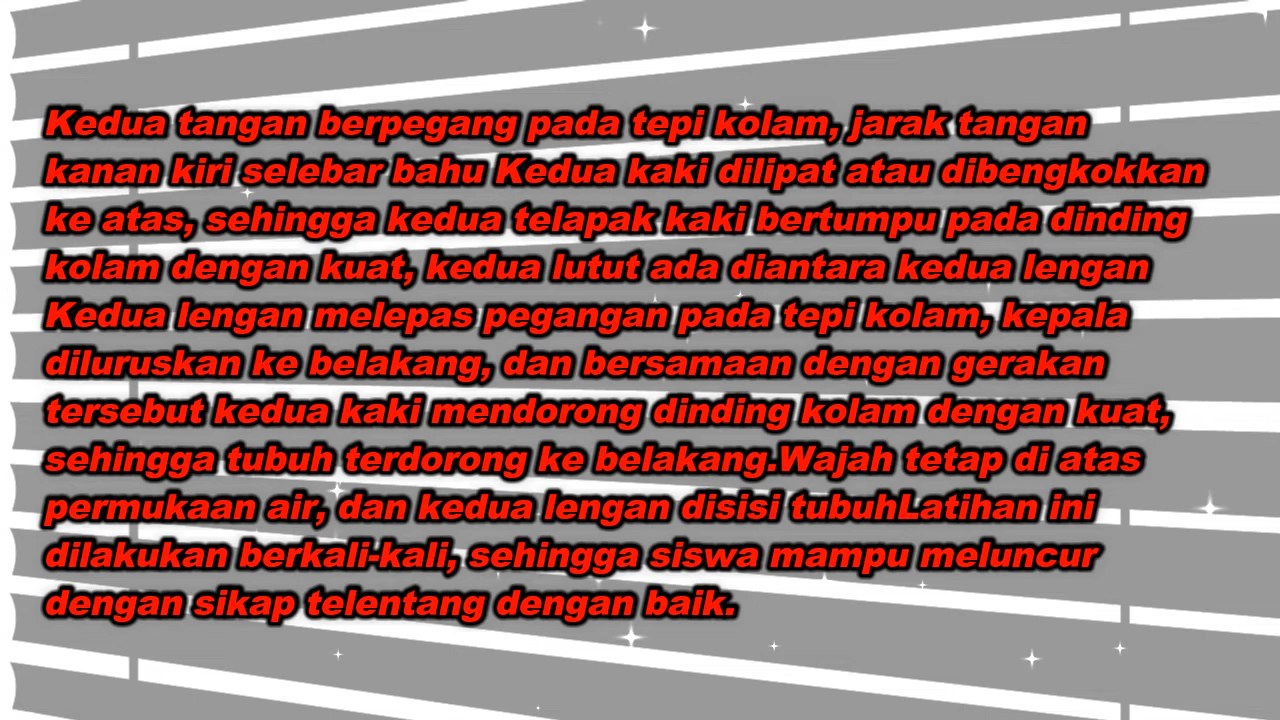 Kedua tangan berpegang pada tepi kolam, jarak tangan
kanan kiri selebar bahu Kedua kaki dilipat atau dibengkokkan
ke atas, sehingga kedua telapak kaki bertumpu pada dinding
kolam dengan kuat, kedua lutut ada diantara kedua lengan
Kedua lengan melepas pegangan pada tepi kolam, kepala
diluruskan ke belakang, dan bersamaan dengan gerakan
tersebut kedua kaki mendorong dinding kolam dengan kuat,
sehingga tubuh terdorong ke belakang.Wajah tetap di atas
permukaan air, dan kedua lengan disisi tubuhLatihan ini
dilakukan berkali-kali, sehingga siswa mampu meluncur
dengan sikap telentang dengan baik.